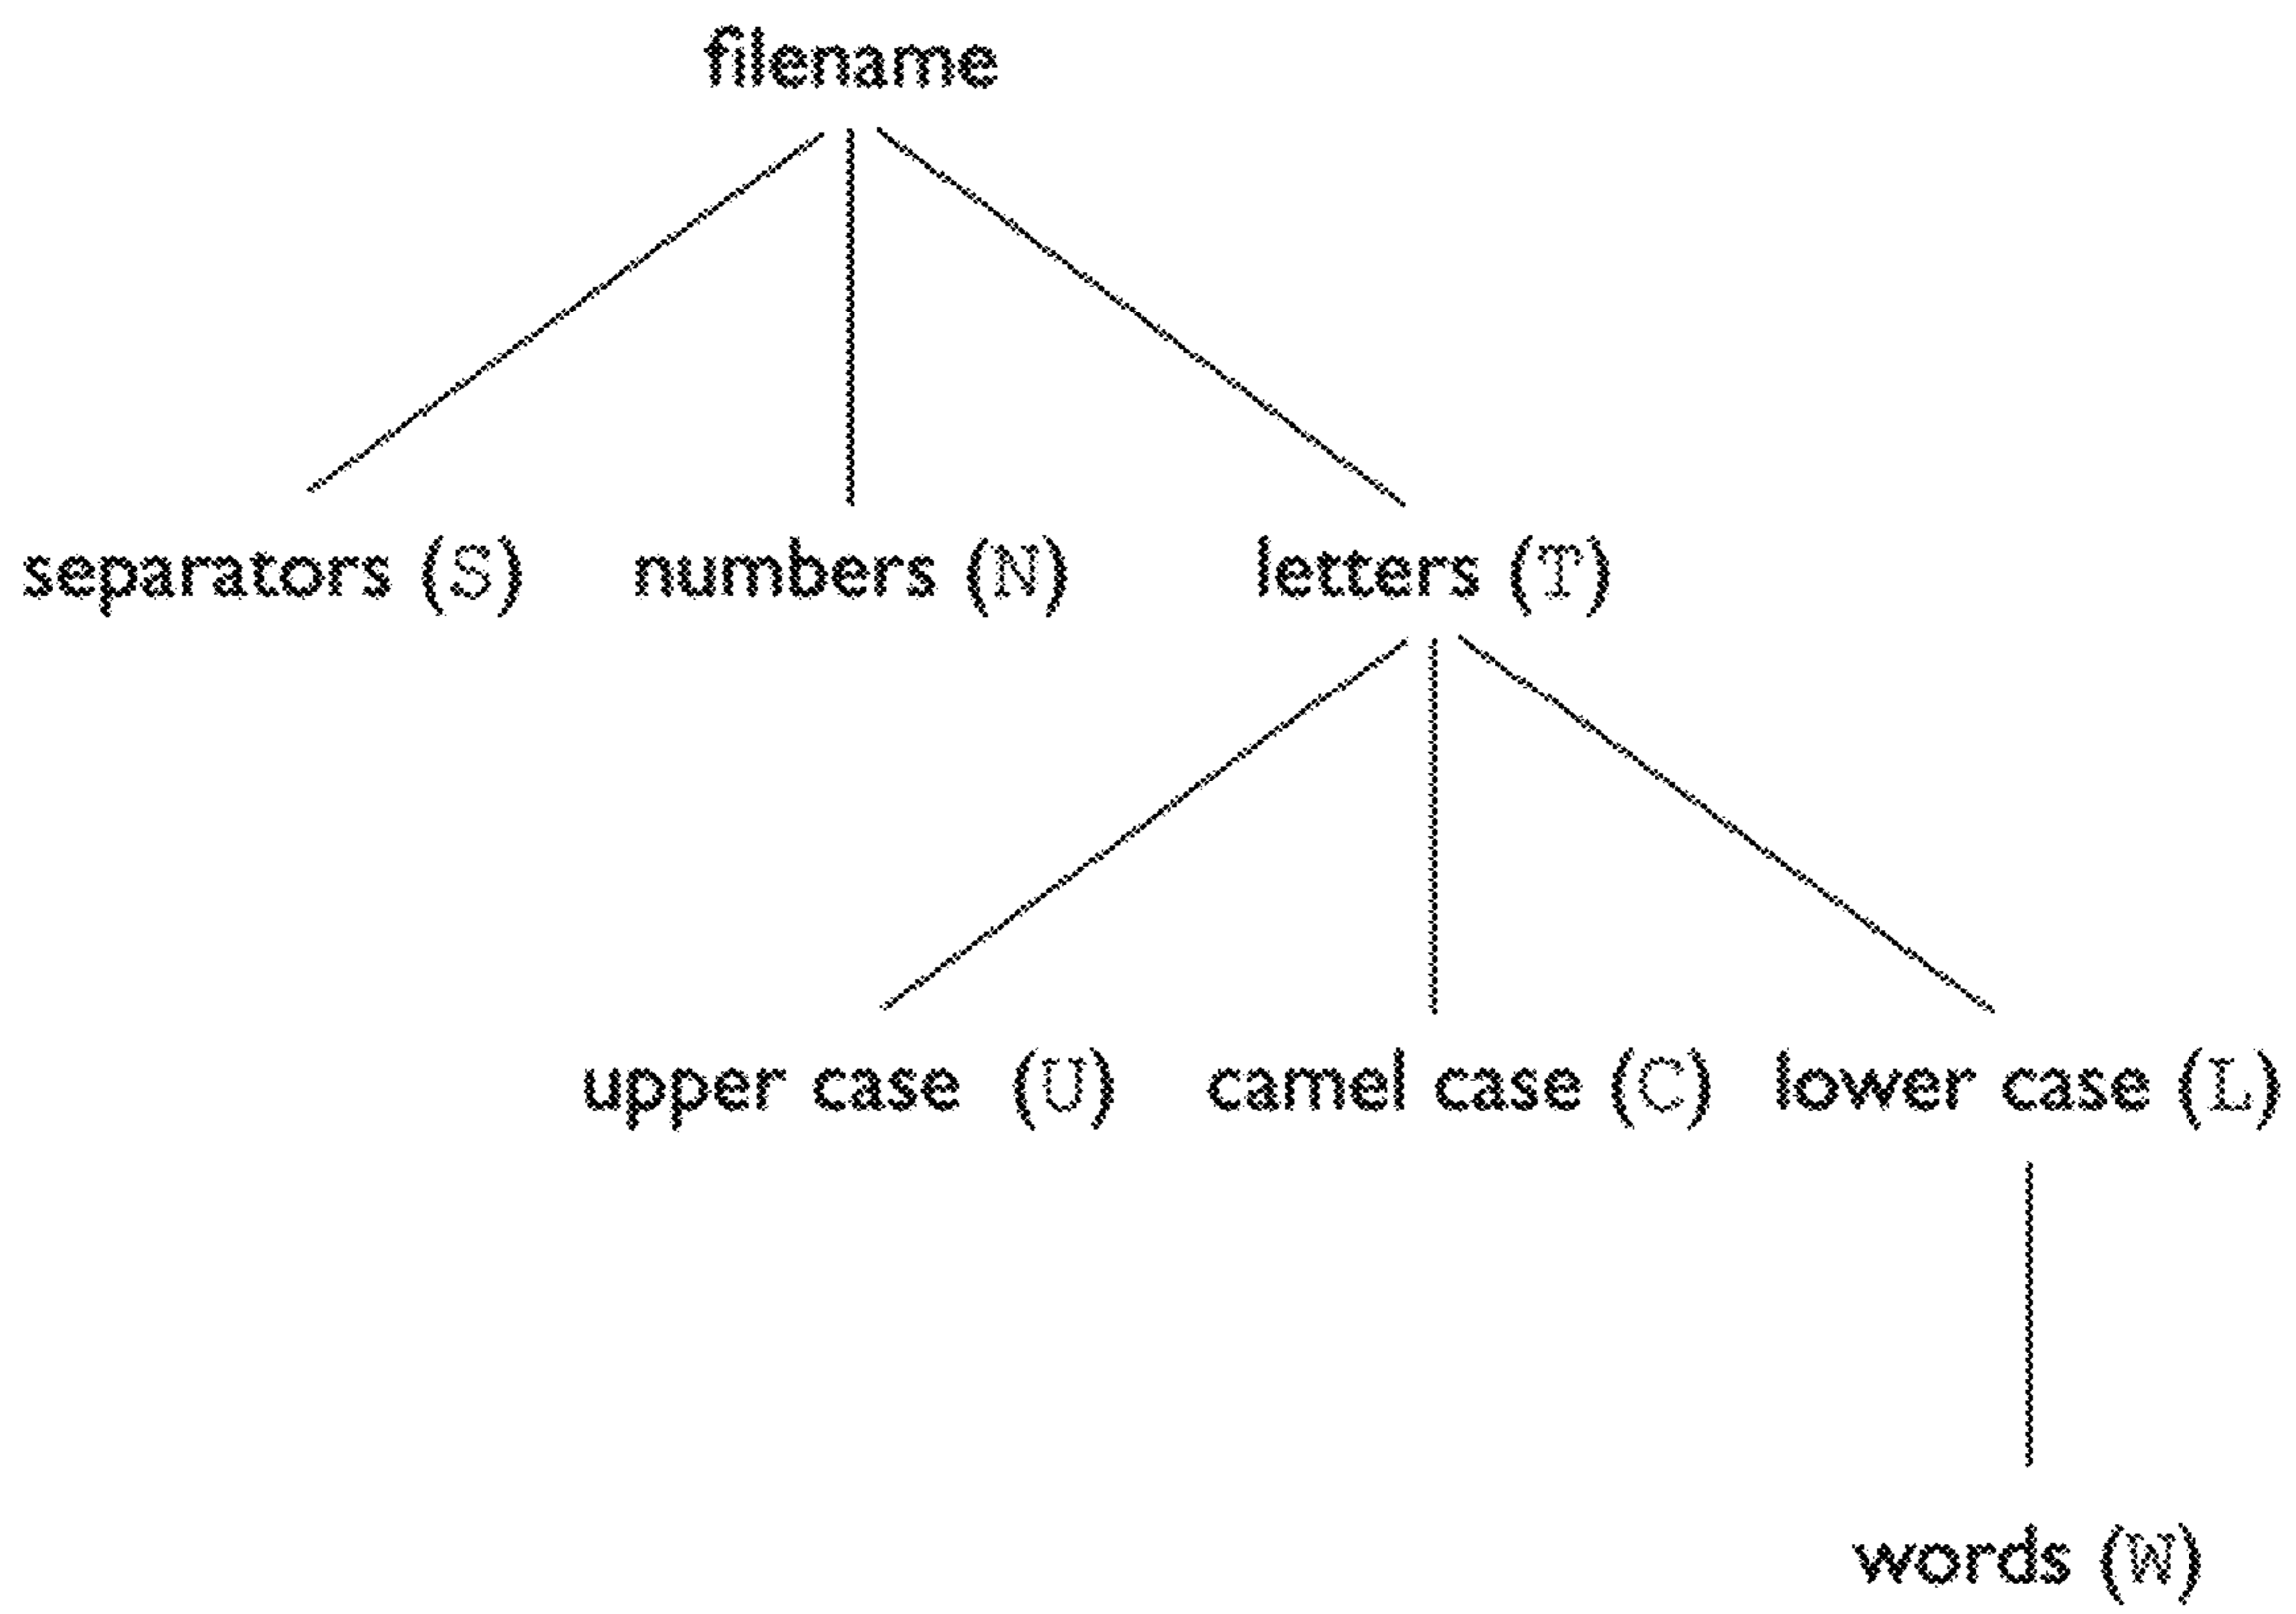 filename
separators (S) numbers (N) letters (T)
upper case (U) camel case (C) lower case (L)
words (W)